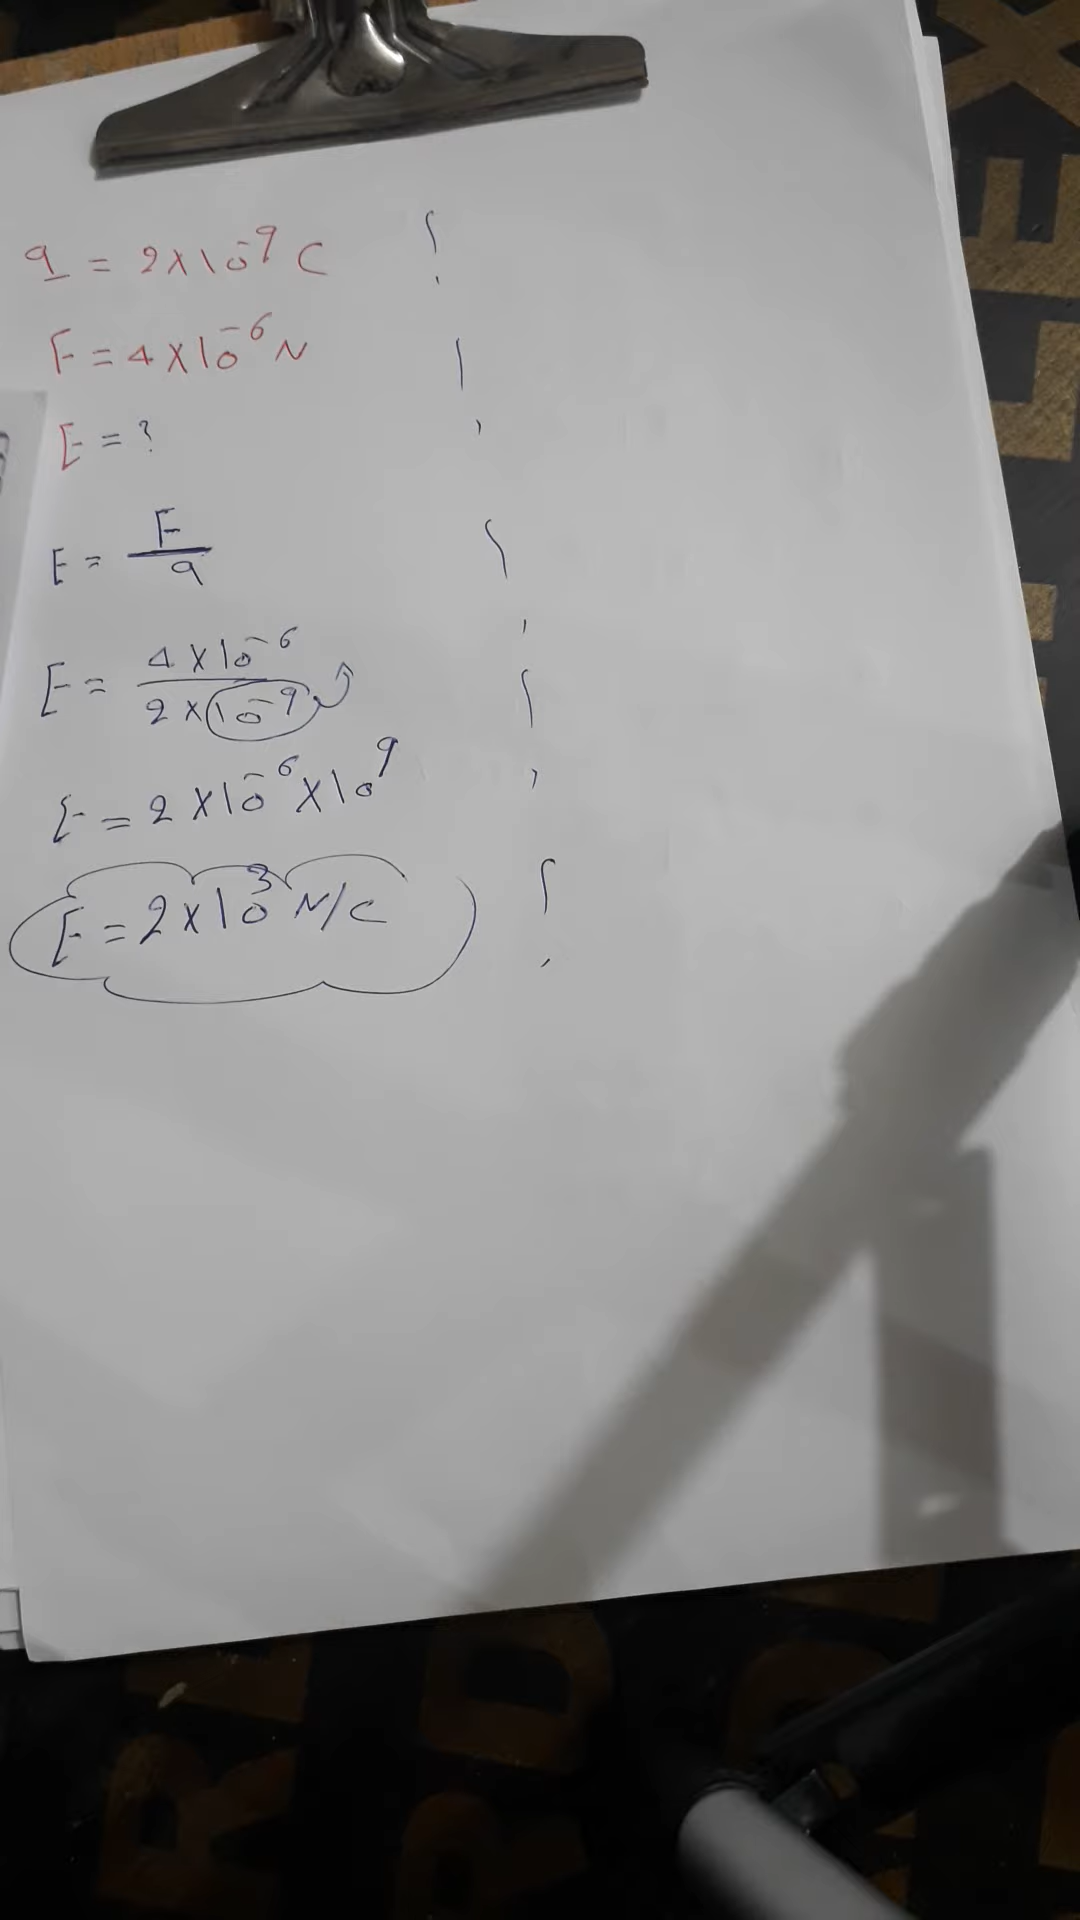 q = 2×10⁻⁹ C
F = 4×10⁻⁶ N
E = ?
E = F/q
E = 4×10⁻⁶ / 2×10⁻⁹
E = 2×10⁻⁶×10⁹
E = 2×10³ N/C